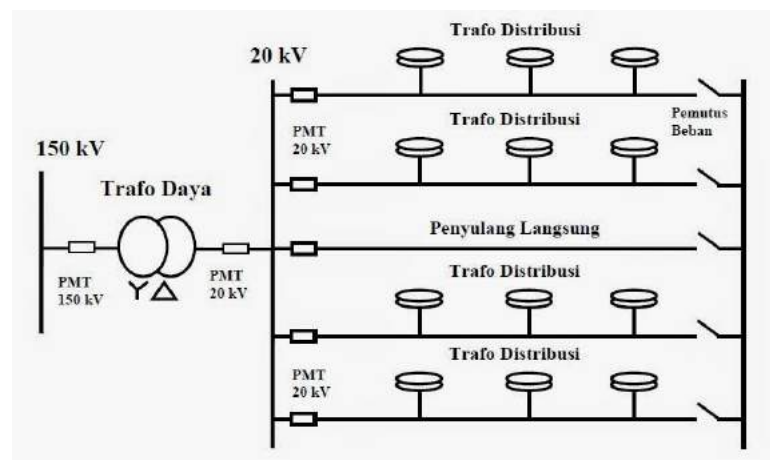 Trafo Distribusi
20 kV
PMT
20 kV
Trafo Distribusi
Pemutus
Beban
150 kV
Trafo Daya
PMT
150 kV
PMT
20 kV
Penyulang Langsung
Trafo Distribusi
Trafo Distribusi
PMT
20 kV